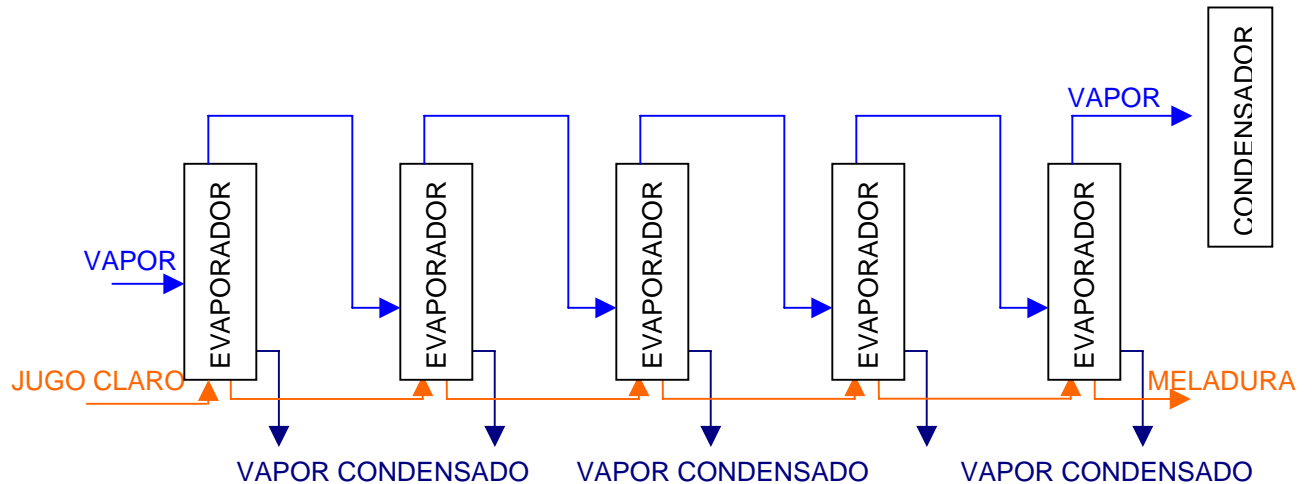 CONDENSADOR
VAPOR
EVAPORADOR
EVAPORADOR
EVAPORADOR
EVAPORADOR
EVAPORADOR
VAPOR
JUGO CLARO
MELADURA
VAPOR CONDENSADO
VAPOR CONDENSADO
VAPOR CONDENSADO